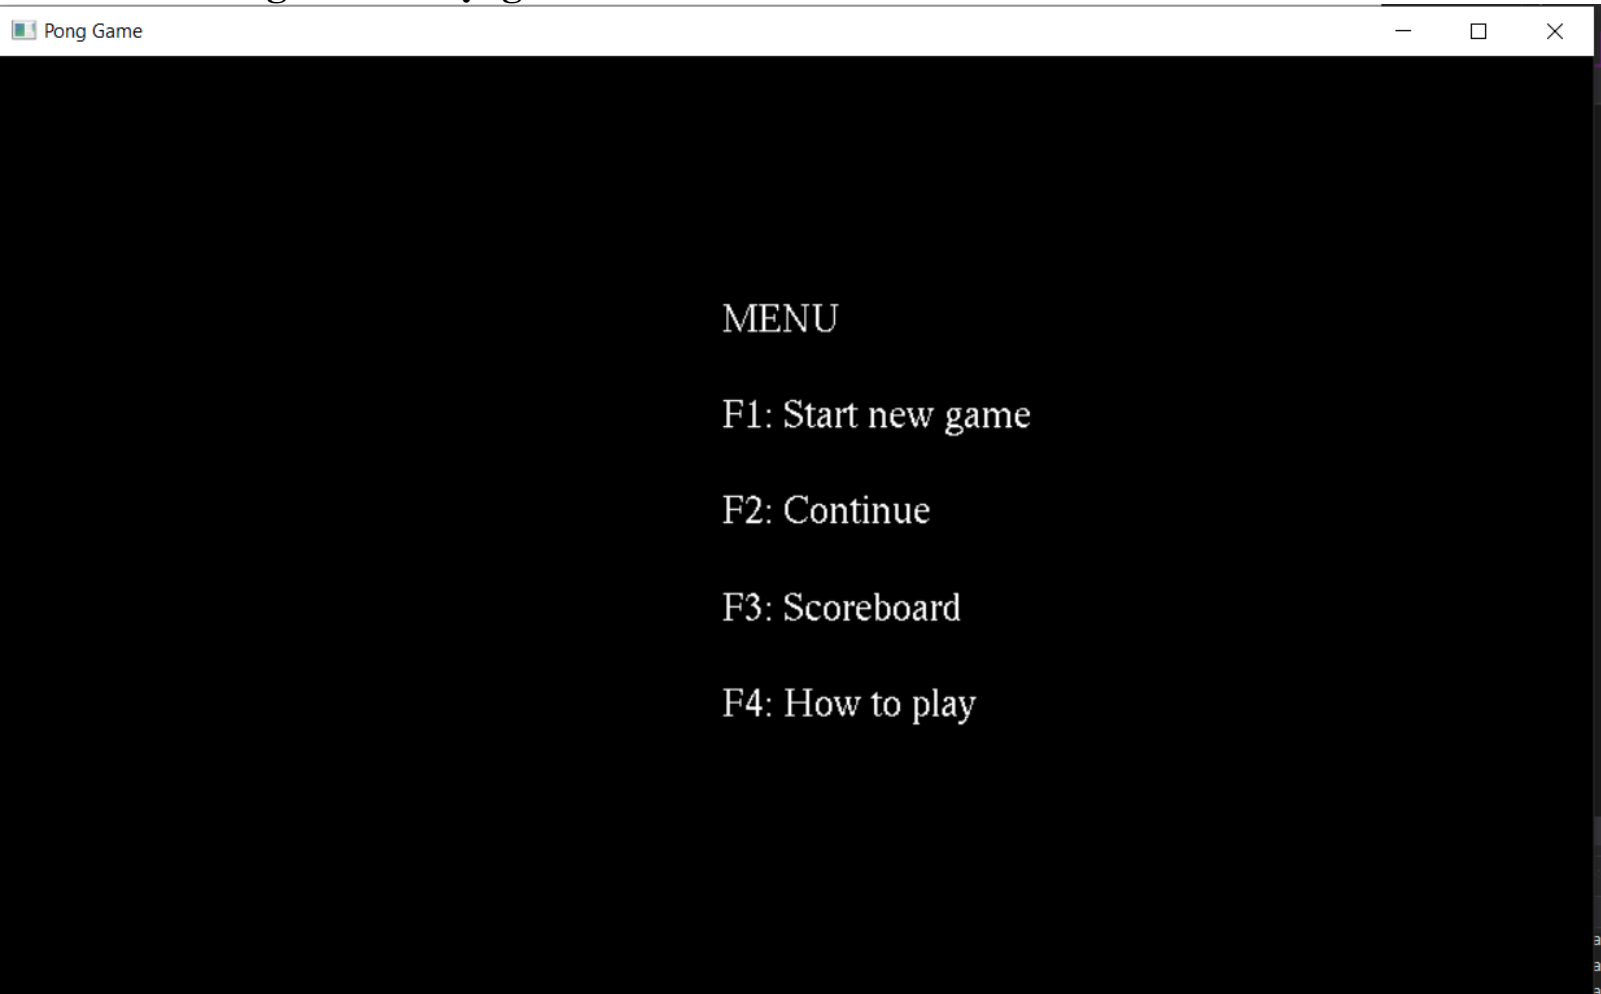 Pong Game
MENU
F1: Start new game
F2: Continue
F3: Scoreboard
F4: How to play